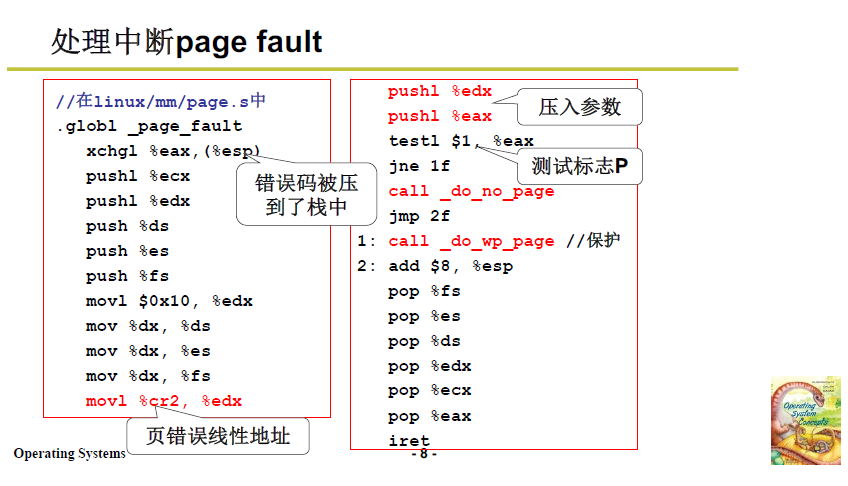 处理中断page fault
//在linux/mm/page.s中
.globl _page_fault
xchgl %eax,(%esp)
pushl %ecx
pushl %edx
push %ds
push %es
push %fs
movl $0x10, %edx
mov %dx, %ds
mov %dx, %es
mov %dx, %fs
movl %cr2, %edx
错误码被压
到了栈中
页错误线性地址
pushl %edx
pushl %eax
压入参数
testl $1, %eax
测试标志P
jne 1f
call _do_no_page
jmp 2f
1: call _do_wp_page //保护
2: add $8, %esp
pop %fs
pop %es
pop %ds
pop %edx
pop %ecx
pop %eax
iret
Operating Systems
- 8 -
Operating
System
Concepts